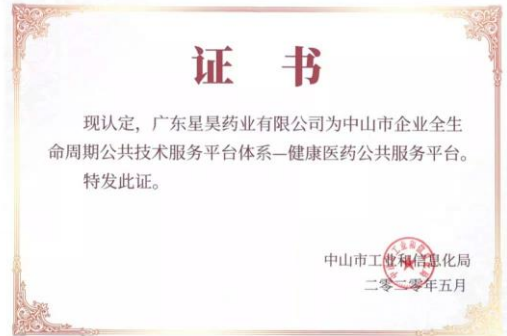 证 书
现认定，广东星昊药业有限公司为中山市企业全生
命周期公共技术服务平台体系—健康医药公共服务平台。
特发此证。
中山市工业和信息化局
二零二零年五月